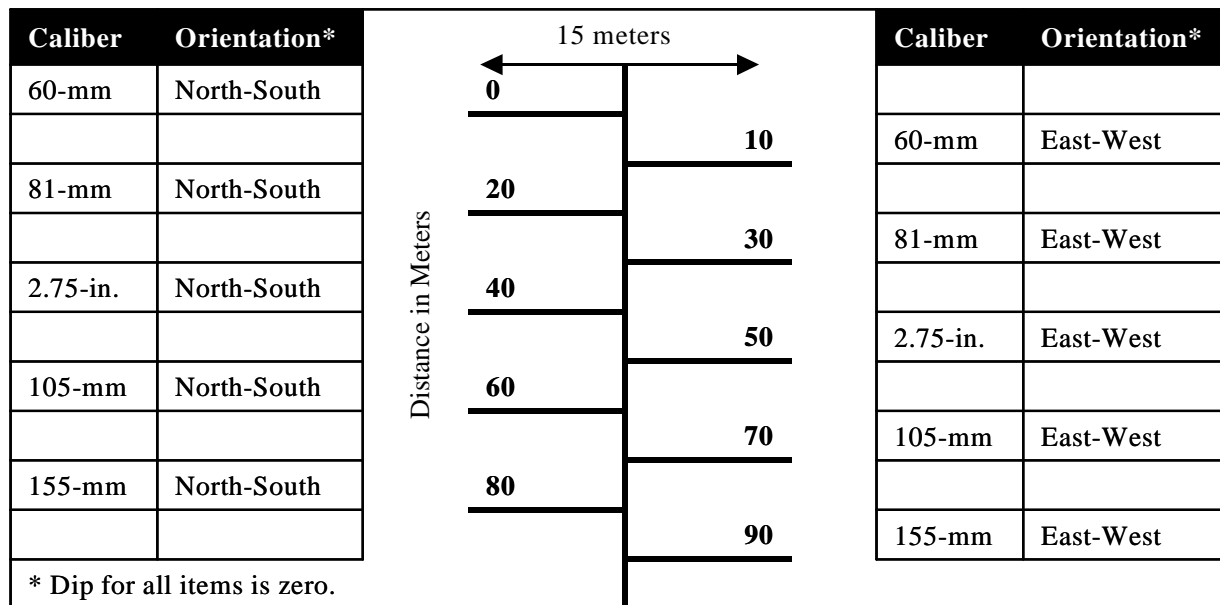 Caliber Orientation* 15 meters Caliber Orientation*
60-mm North-South 0
10 60-mm East-West
81-mm North-South 20
30 81-mm East-West
Distance in Meters
2.75-in. North-South 40
50 2.75-in. East-West
105-mm North-South 60
70 105-mm East-West
155-mm North-South 80
90 155-mm East-West
* Dip for all items is zero.